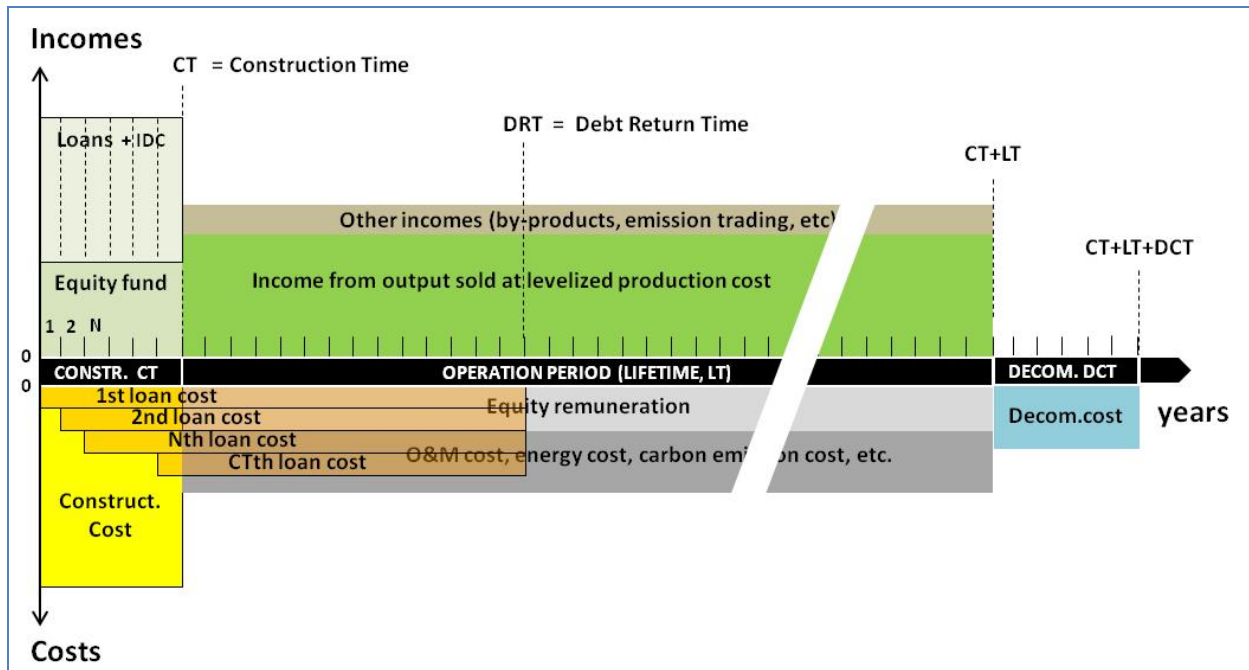 Incomes
CT = Construction Time
Loans + IDC
DRT = Debt Return Time
CT+LT
Other incomes (by-products, emission trading, etc)
CT+LT+DCT
Equity fund
Income from output sold at levelized production cost
1 2 N
0
CONSTR. CT
OPERATION PERIOD (LIFETIME, LT)
DECOM. DCT
0
1st loan cost
2nd loan cost
Equity remuneration
Decom.cost
years
Nth loan cost
O&M cost, energy cost, carbon emission cost, etc.
CTth loan cost
Construct.
Cost
Costs